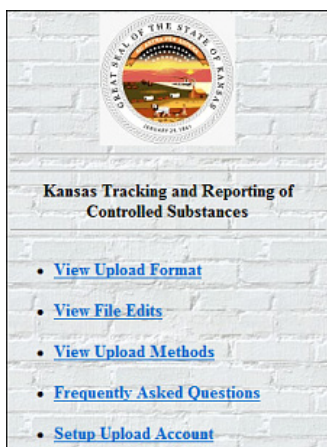 GREAT SEAL OF THE STATE OF KANSAS
JANUARY 29, 1861
Kansas Tracking and Reporting of
Controlled Substances
View Upload Format
View File Edits
View Upload Methods
Frequently Asked Questions
Setup Upload Account